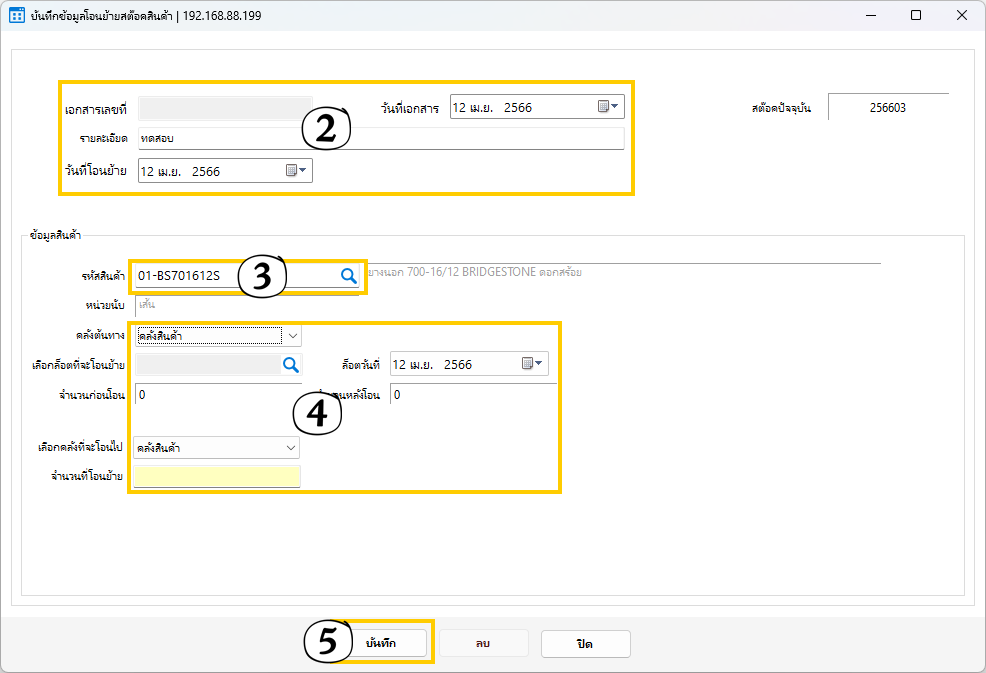 บันทึกข้อมูลโอนย้ายสต๊อคสินค้า | 192.168.88.199
เอกสารเลขที่ วันที่เอกสาร 12 เม.ย. 2566 สต๊อคปัจจุบัน 256603
2
รายละเอียด ทดสอบ
วันที่โอนย้าย 12 เม.ย. 2566
ข้อมูลสินค้า
รหัสสินค้า 01-BS701612S 3 ยางนอก 700-16/12 BRIDGESTONE ดอกสร้อย
หน่วยนับ เส้น
คลังต้นทาง คลังสินค้า
เลือกล็อตที่จะโอนย้าย ล็อตวันที่ 12 เม.ย. 2566
จำนวนก่อนโอน 0 นวนหลังโอน 0
4
เลือกคลังที่จะโอนไป คลังสินค้า
จำนวนที่โอนย้าย
5 บันทึก ลบ ปิด